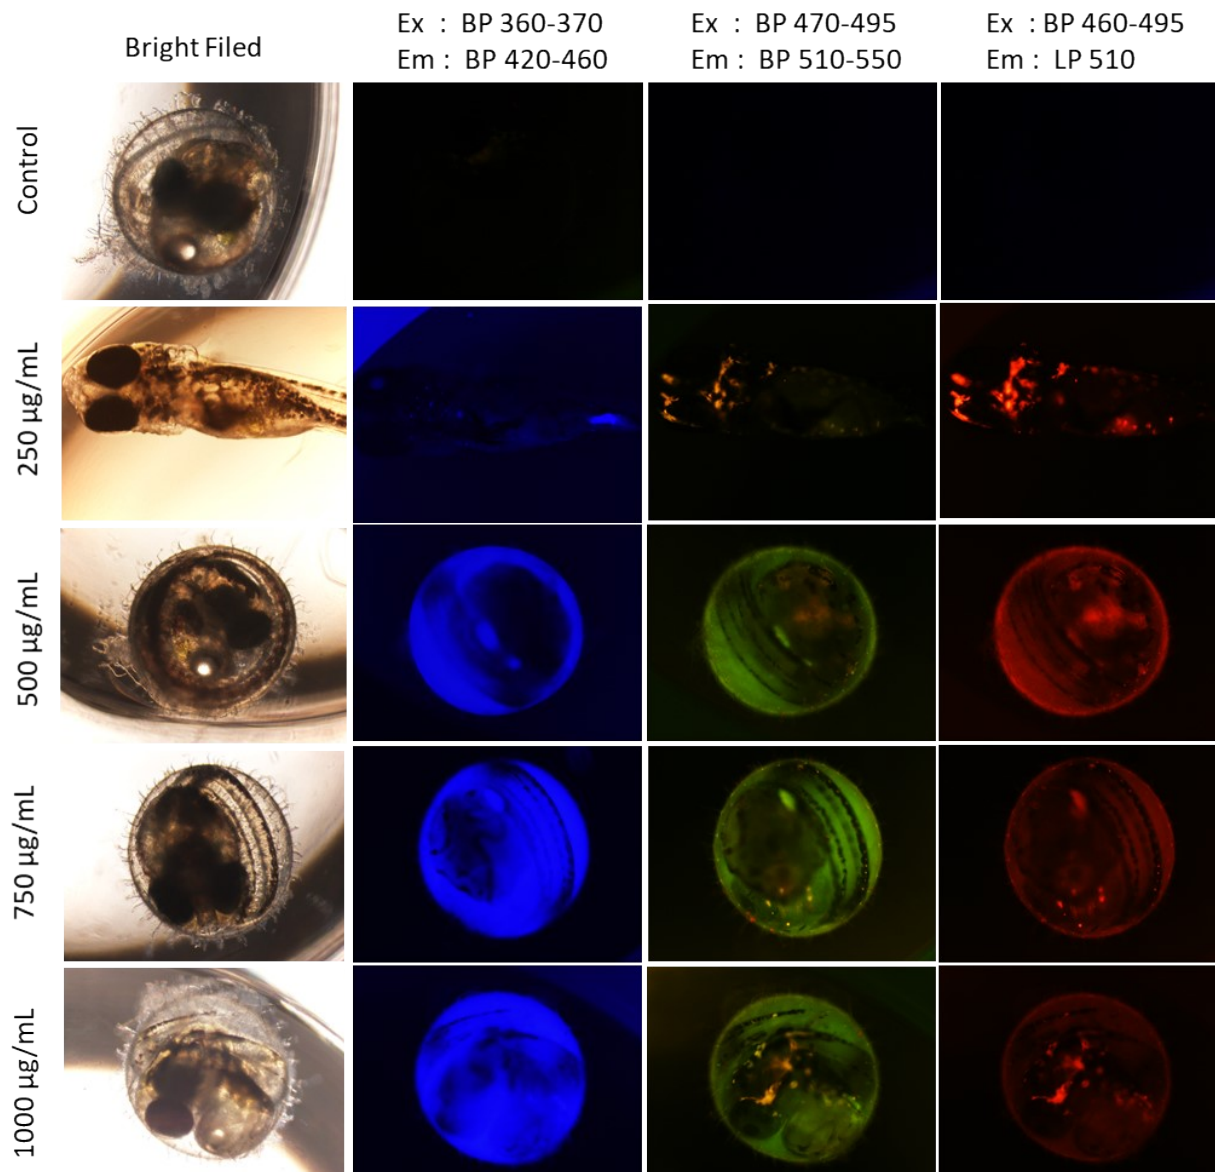 Bright Filed
Ex : BP 360-370
Em : BP 420-460
Ex : BP 470-495
Em : BP 510-550
Ex : BP 460-495
Em : LP 510
Control
250 µg/mL
500 µg/mL
750 µg/mL
1000 µg/mL